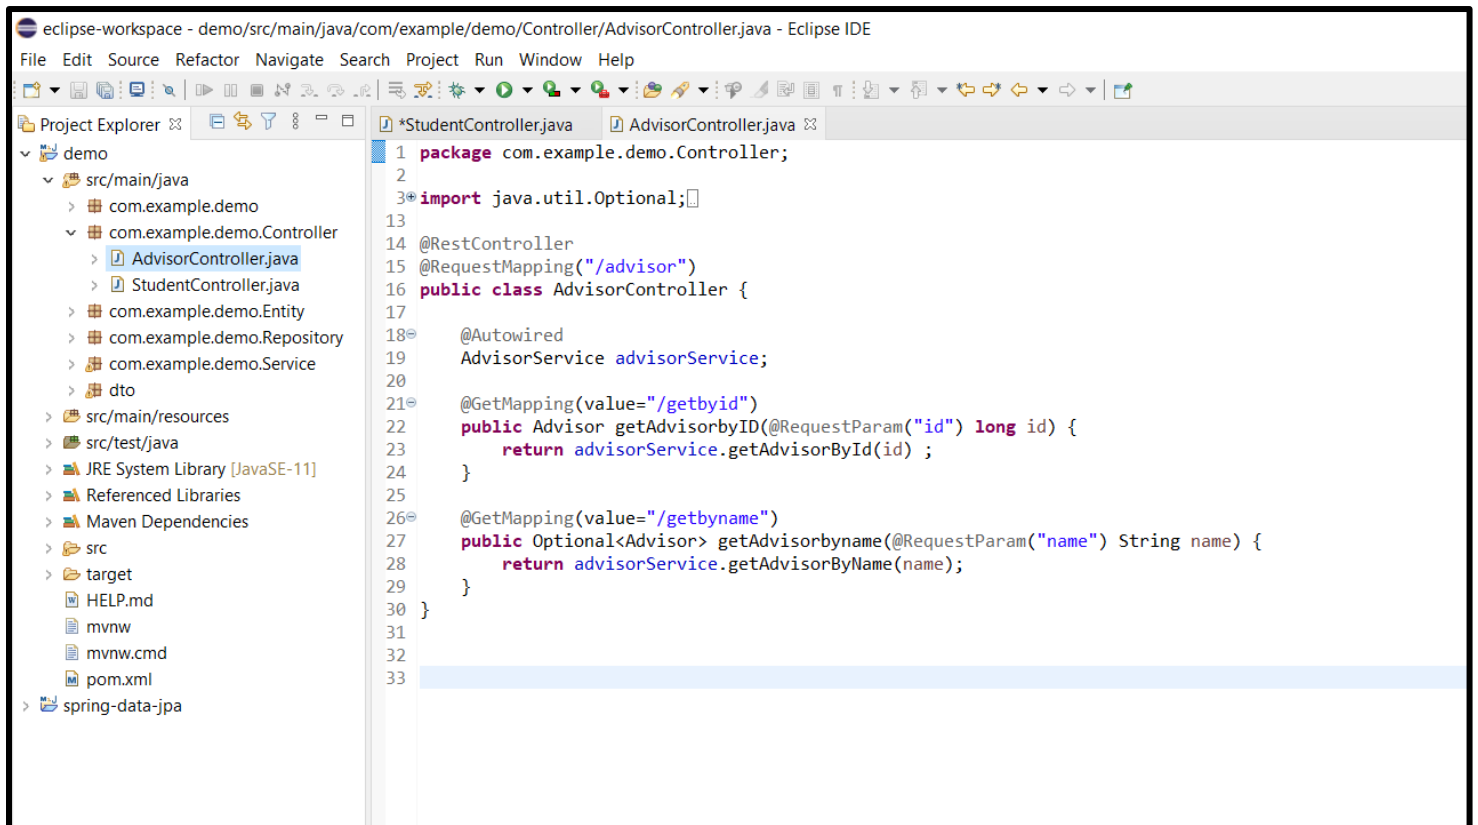 eclipse-workspace - demo/src/main/java/com/example/demo/Controller/AdvisorController.java - Eclipse IDE
File Edit Source Refactor Navigate Search Project Run Window Help
Project Explorer
demo
src/main/java
com.example.demo
com.example.demo.Controller
AdvisorController.java
StudentController.java
com.example.demo.Entity
com.example.demo.Repository
com.example.demo.Service
dto
src/main/resources
src/test/java
JRE System Library [JavaSE-11]
Referenced Libraries
Maven Dependencies
src
target
HELP.md
mvnw
mvnw.cmd
pom.xml
spring-data-jpa
*StudentController.java AdvisorController.java
1 package com.example.demo.Controller;
2
3 import java.util.Optional;
13
14 @RestController
15 @RequestMapping("/advisor")
16 public class AdvisorController {
17
18 @Autowired
19 AdvisorService advisorService;
20
21 @GetMapping(value="/getbyid")
22 public Advisor getAdvisorbyID(@RequestParam("id") long id) {
23 return advisorService.getAdvisorById(id) ;
24 }
25
26 @GetMapping(value="/getbyname")
27 public Optional<Advisor> getAdvisorbyname(@RequestParam("name") String name) {
28 return advisorService.getAdvisorByName(name);
29 }
30 }
31
32
33